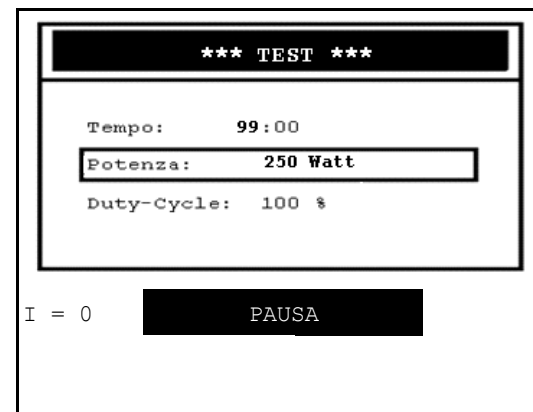 *** TEST ***
Tempo: 99:00
Potenza: 250 Watt
Duty-Cycle: 100 %
I = 0 PAUSA